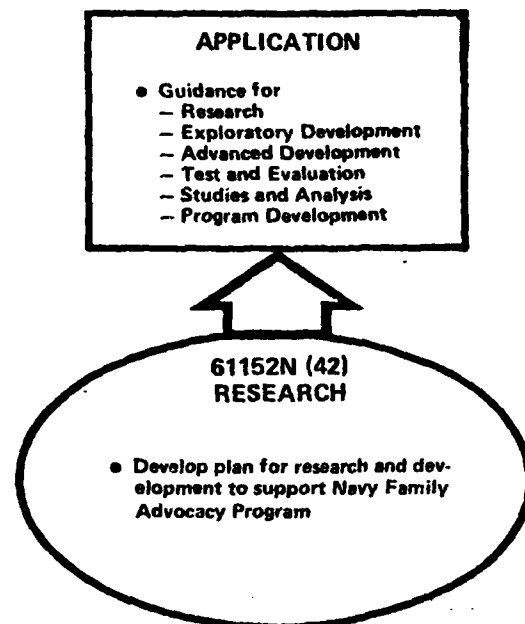 APPLICATION
● Guidance for
– Research
– Exploratory Development
– Advanced Development
– Test and Evaluation
– Studies and Analysis
– Program Development
61152N (42)
RESEARCH
● Develop plan for research and dev-
elopment to support Navy Family
Advocacy Program